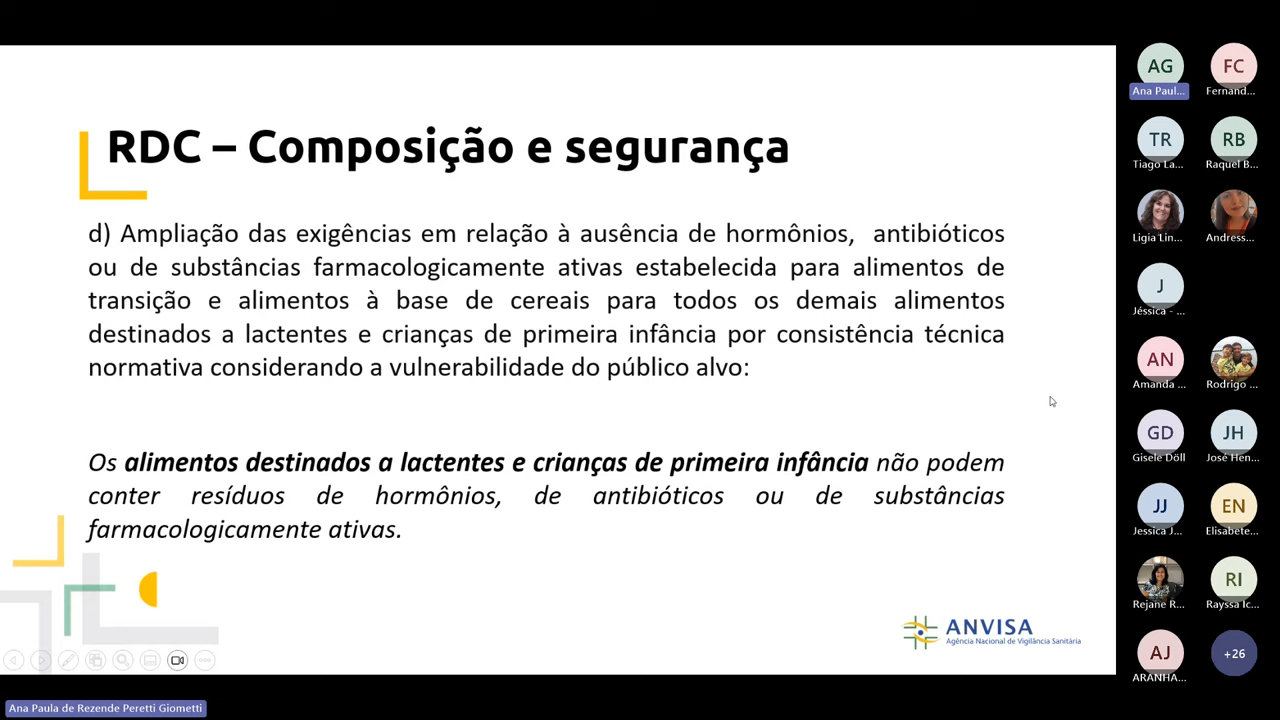 RDC – Composição e segurança
d) Ampliação das exigências em relação à ausência de hormônios, antibióticos
ou de substâncias farmacologicamente ativas estabelecida para alimentos de
transição e alimentos à base de cereais para todos os demais alimentos
destinados a lactentes e crianças de primeira infância por consistência técnica
normativa considerando a vulnerabilidade do público alvo:
Os alimentos destinados a lactentes e crianças de primeira infância não podem
conter resíduos de hormônios, de antibióticos ou de substâncias
farmacologicamente ativas.
ANVISA
Agência Nacional de Vigilância Sanitária
Ana Paula de Rezende Peretti Giometti
AG
Ana Paul...
FC
Fernand...
TR
Tiago La...
RB
Raquel B...
Ligia Lin...
Andress...
J
Jéssica - ...
AN
Amanda ...
Rodrigo ...
GD
Gisele Döll
JH
José Hen...
JJ
Jessica J...
EN
Elisabete...
Rejane R...
RI
Rayssa Ic...
AJ
ARANHA...
+26